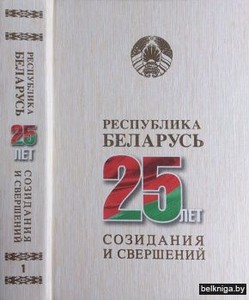 РЕСПУБЛИКА
БЕЛАРУСЬ
25
ЛЕТ
СОЗИДАНИЯ
И СВЕРШЕНИЙ
1
РЕСПУБЛИКА
БЕЛАРУСЬ
25 ЛЕТ
СОЗИДАНИЯ
И СВЕРШЕНИЙ
belkniga.by